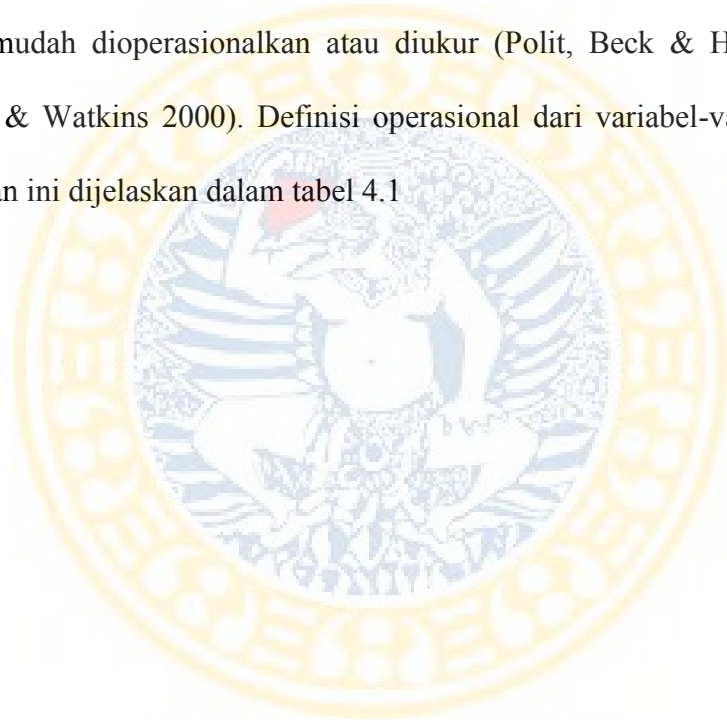 mudah dioperasionalkan atau diukur (Polit, Beck & H
& Watkins 2000). Definisi operasional dari variabel-va
an ini dijelaskan dalam tabel 4.1